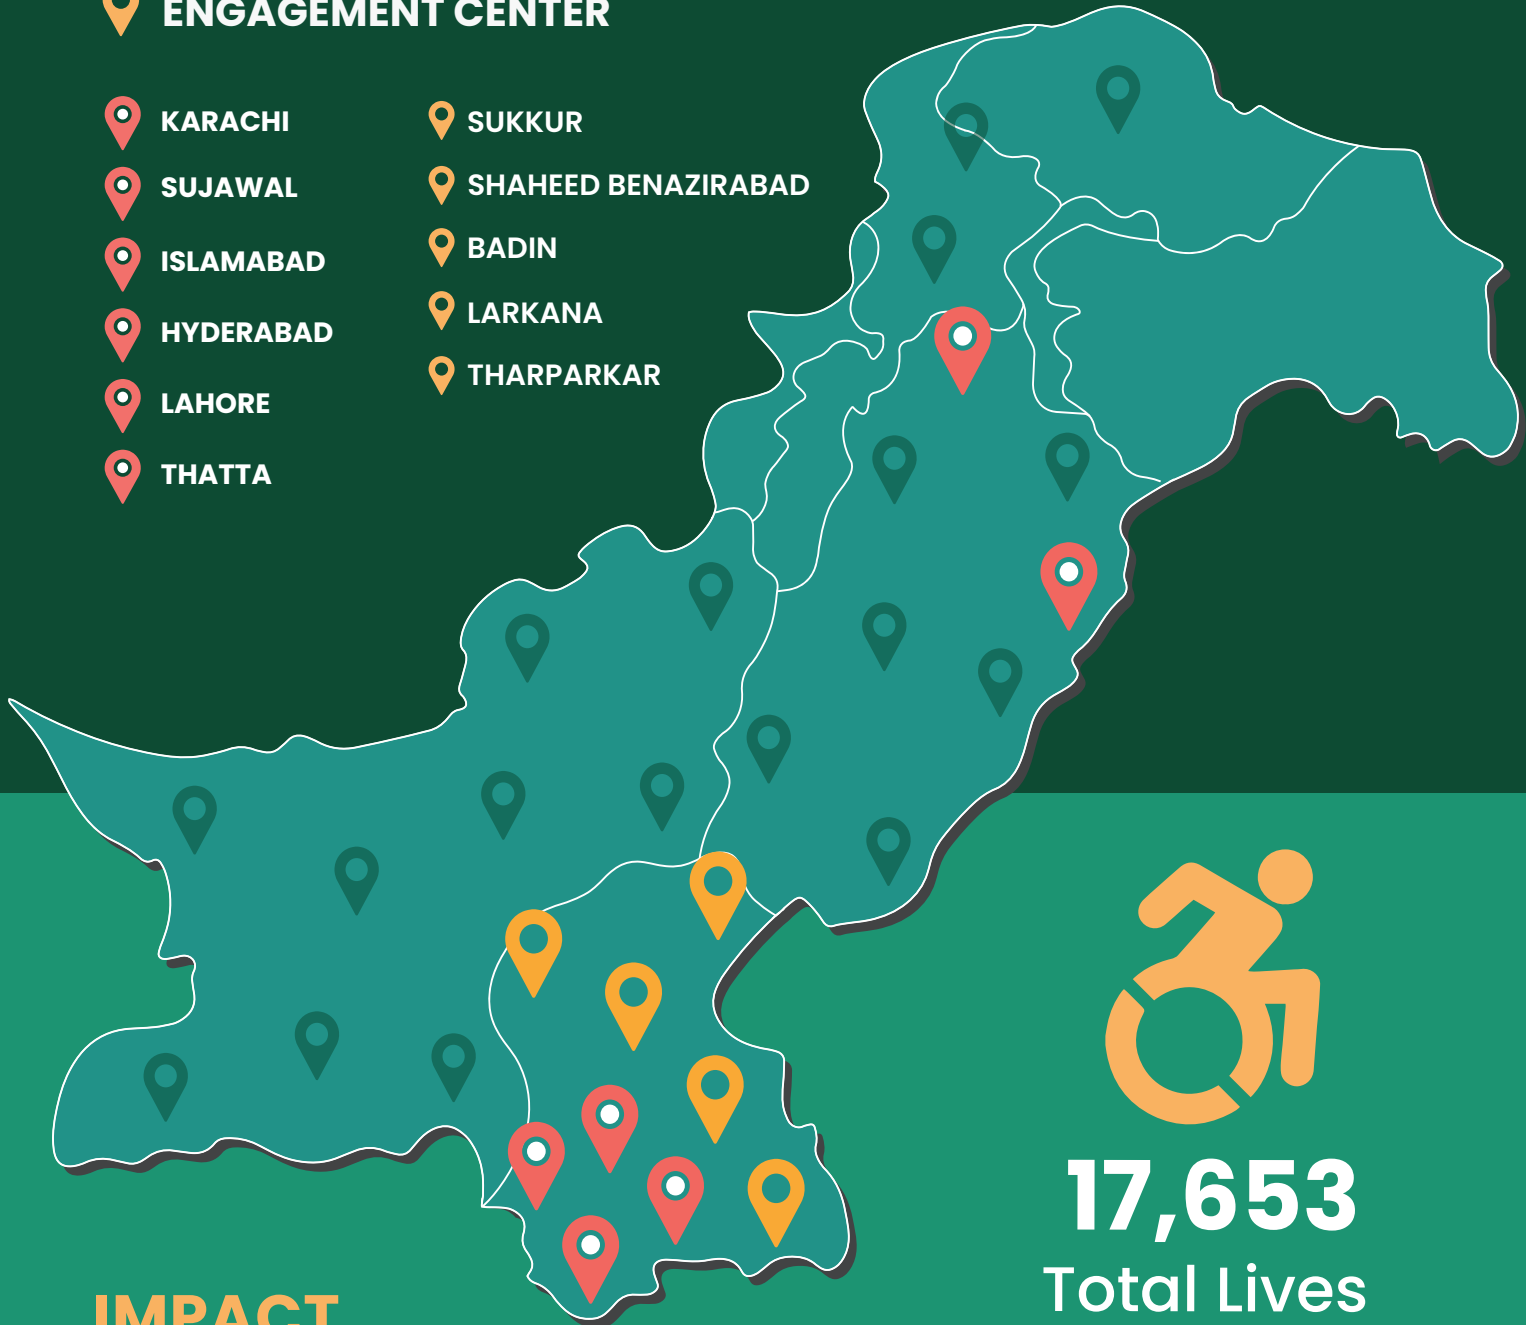 ENGAGEMENT CENTER
KARACHI
SUJAWAL
ISLAMABAD
HYDERABAD
LAHORE
THATTA
SUKKUR
SHAHEED BENAZIRABAD
BADIN
LARKANA
THARPARKAR
17,653
Total Lives
IMPACT